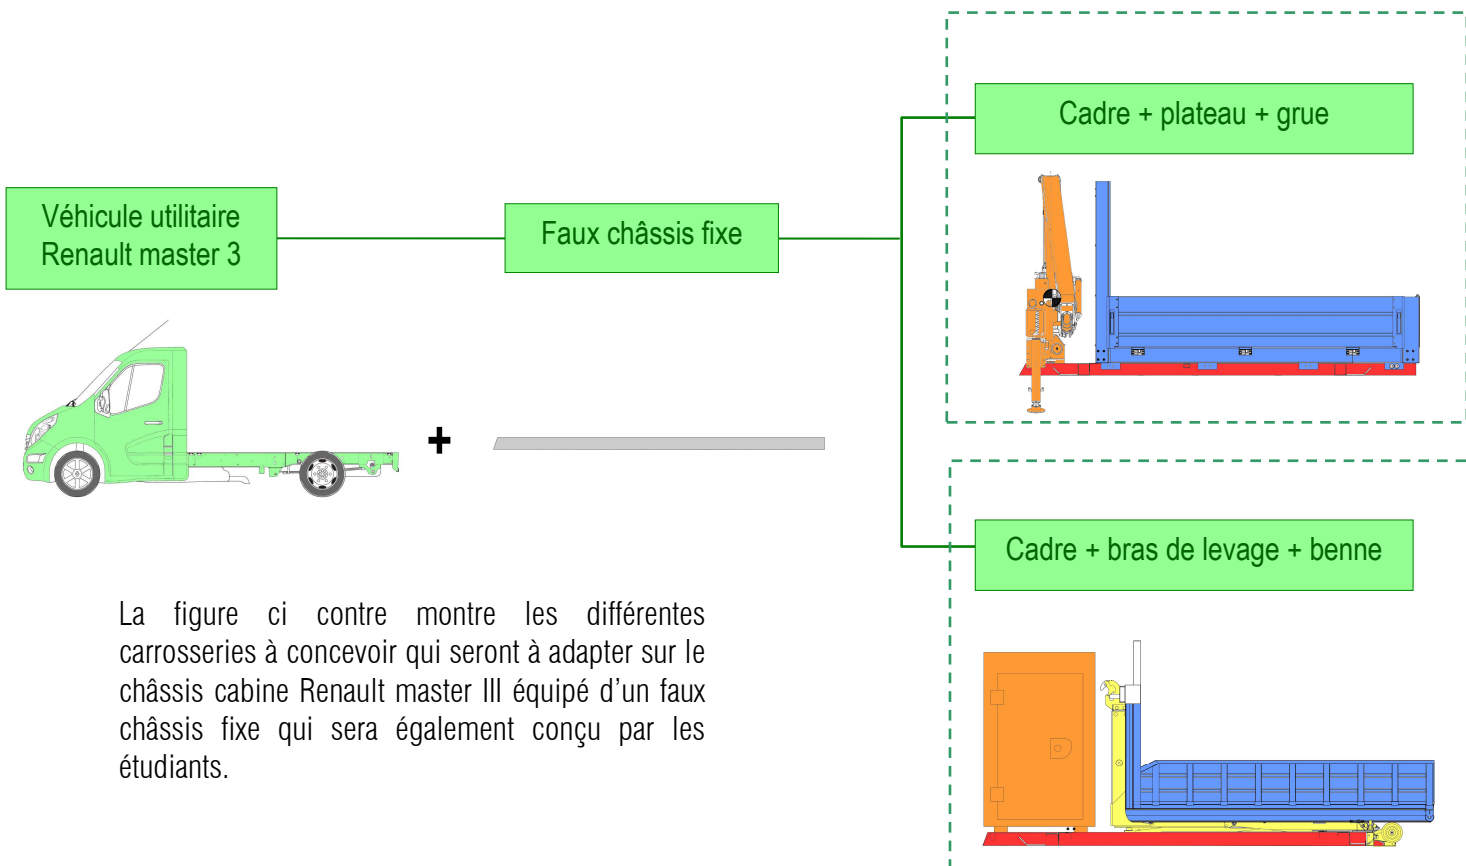 Cadre + plateau + grue
Véhicule utilitaire
Renault master 3
Faux châssis fixe
+
Cadre + bras de levage + benne
La figure ci contre montre les différentes
carrosseries à concevoir qui seront à adapter sur le
châssis cabine Renault master III équipé d’un faux
châssis fixe qui sera également conçu par les
étudiants.